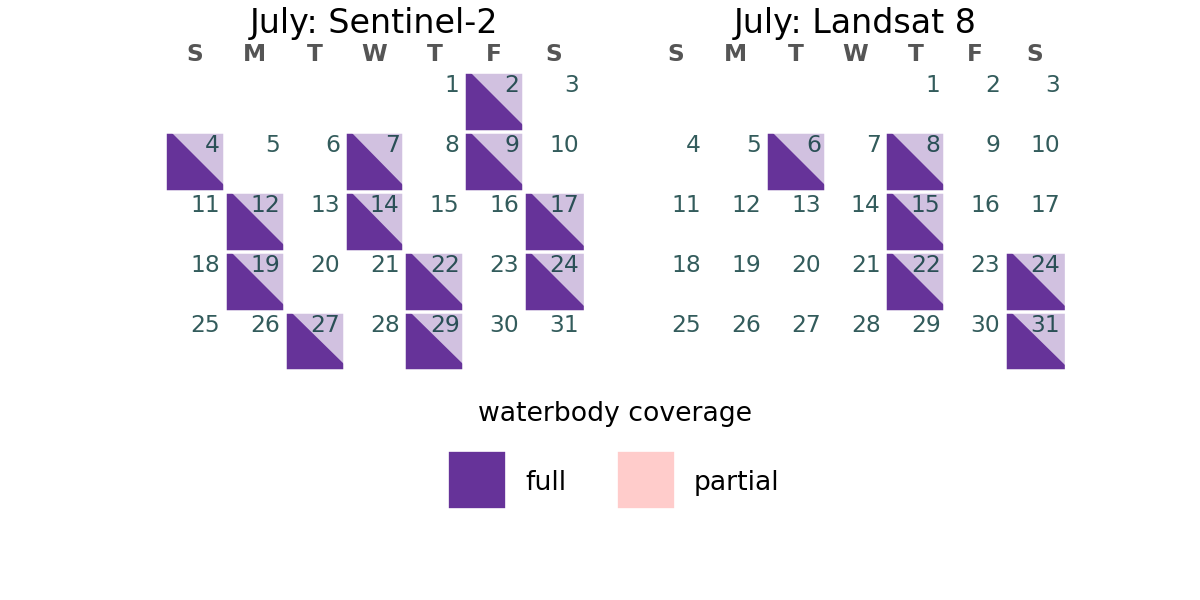 July: Sentinel-2
S M T W T F S
1 2 3
4 5 6 7 8 9 10
11 12 13 14 15 16 17
18 19 20 21 22 23 24
25 26 27 28 29 30 31
July: Landsat 8
S M T W T F S
1 2 3
4 5 6 7 8 9 10
11 12 13 14 15 16 17
18 19 20 21 22 23 24
25 26 27 28 29 30 31
waterbody coverage
full
partial